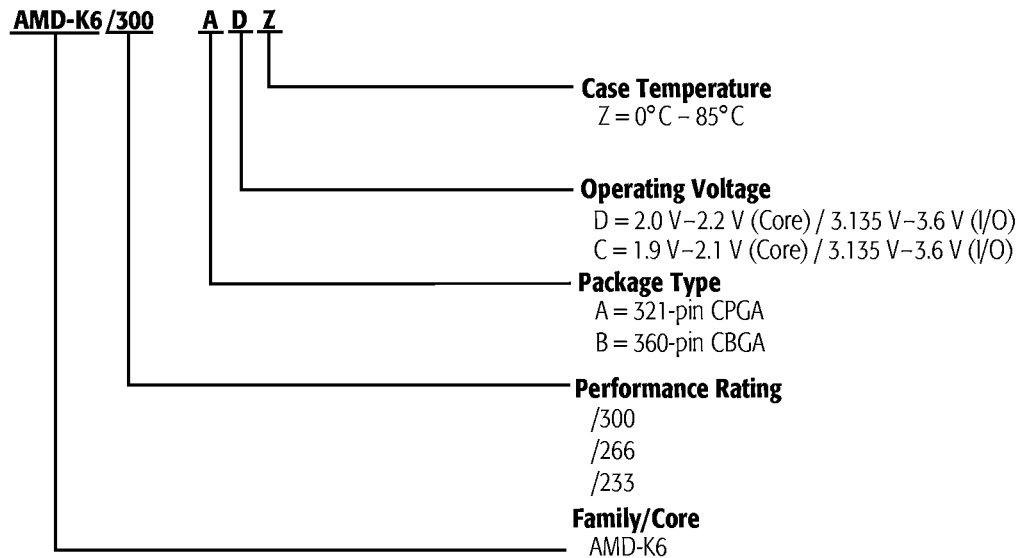 AMD-K6 /300 A D Z
Case Temperature
Z = 0°C – 85°C
Operating Voltage
D = 2.0 V–2.2 V (Core) / 3.135 V–3.6 V (I/O)
C = 1.9 V–2.1 V (Core) / 3.135 V–3.6 V (I/O)
Package Type
A = 321-pin CPGA
B = 360-pin CBGA
Performance Rating
/300
/266
/233
Family/Core
AMD-K6